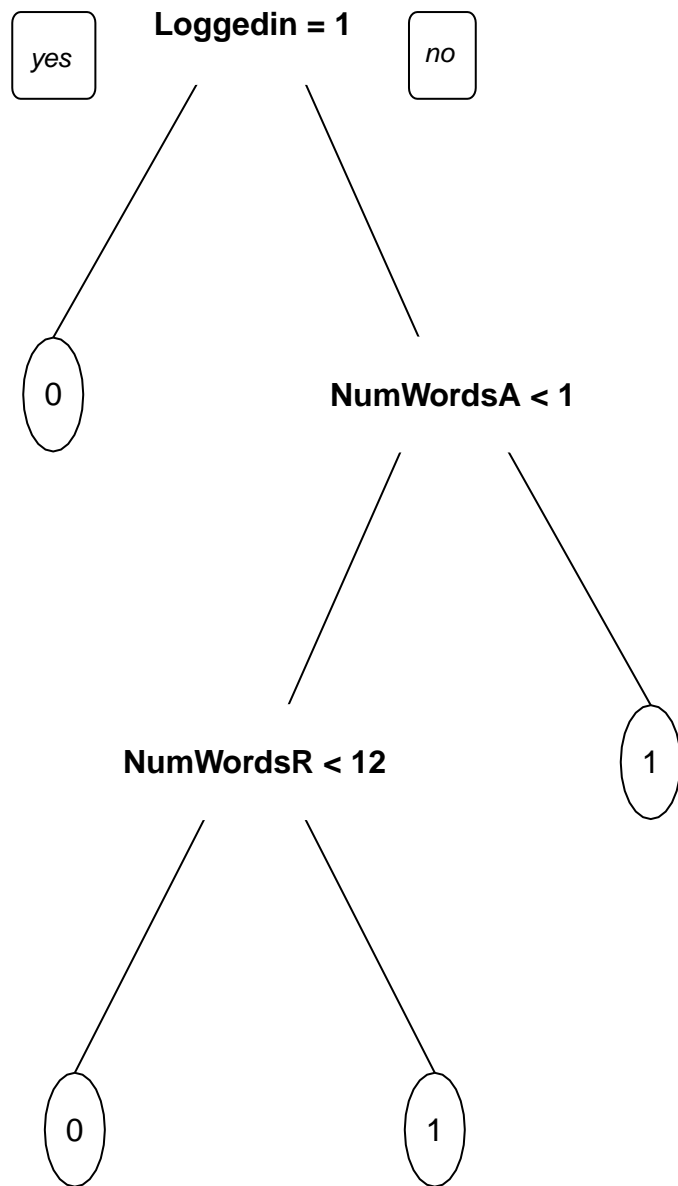 Loggedin = 1
yes
no
0
NumWordsA < 1
NumWordsR < 12
1
0
1